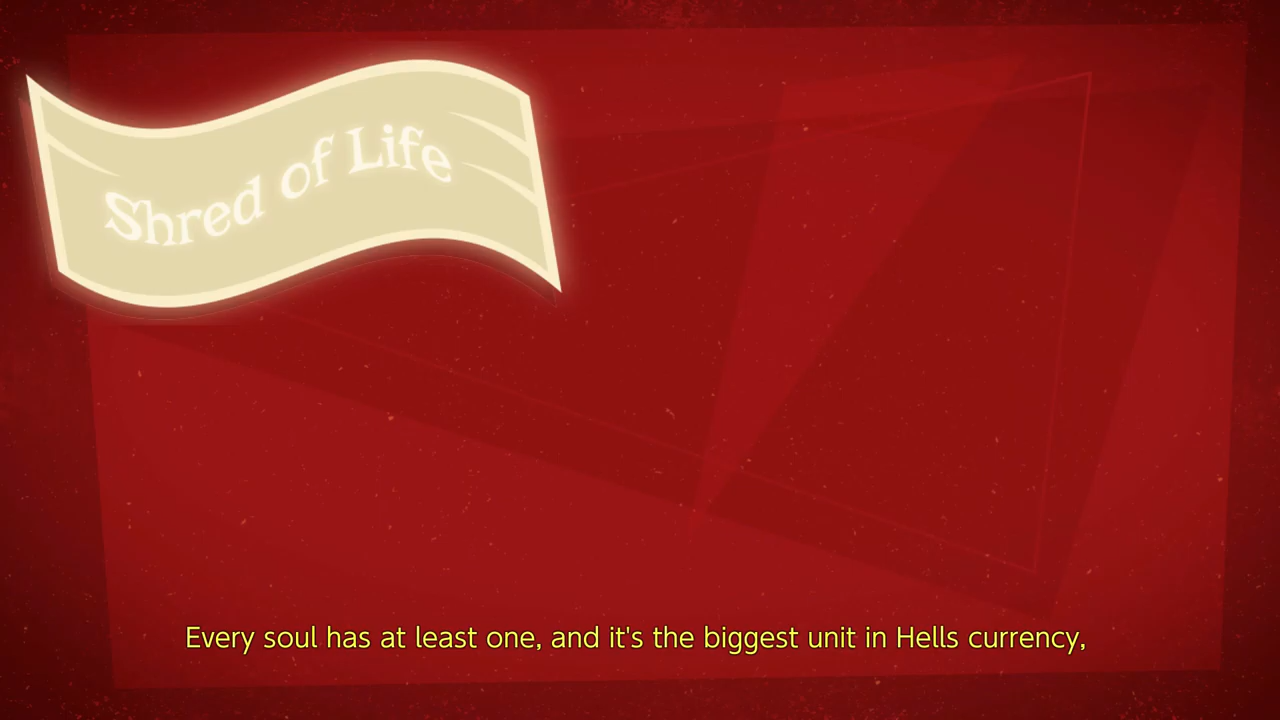 Shred of Life
Every soul has at least one, and it's the biggest unit in Hells currency,